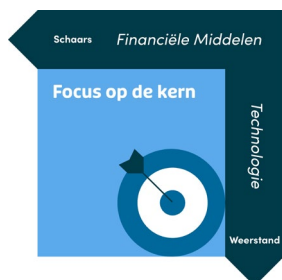 Schaars Financiële Middelen
Focus op de kern
Technologie
Weerstand